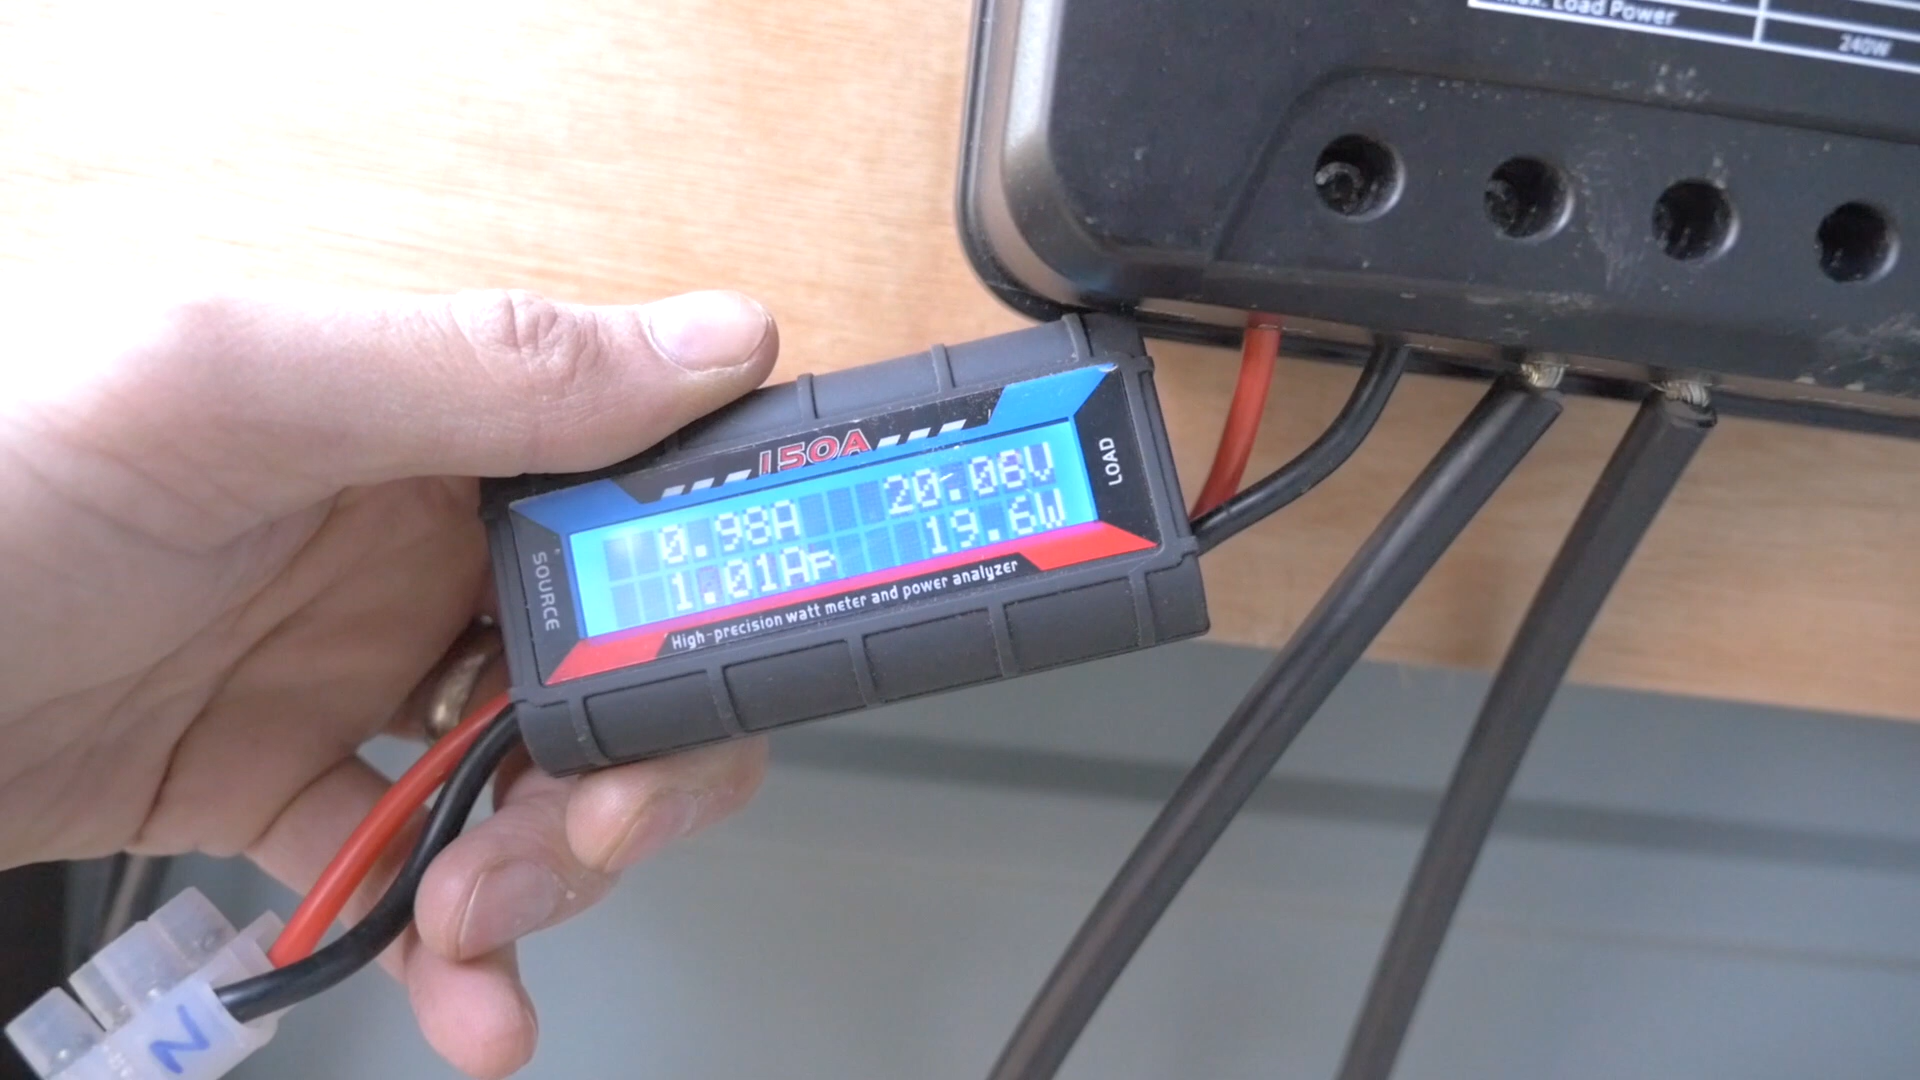 Max. Load Power
240W
150A
0.98A 20.06V
1.01Ap 19.6W
High-precision watt meter and power analyzer
SOURCE
LOAD
N